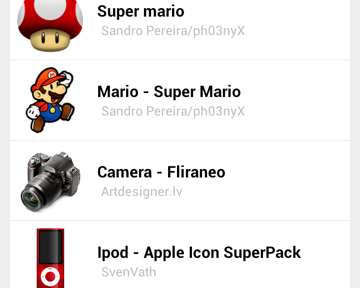 Super mario
Sandro Pereira/ph03nyX
Mario - Super Mario
Sandro Pereira/ph03nyX
Camera - Fliraneo
Artdesigner.lv
Ipod - Apple Icon SuperPack
SvenVath